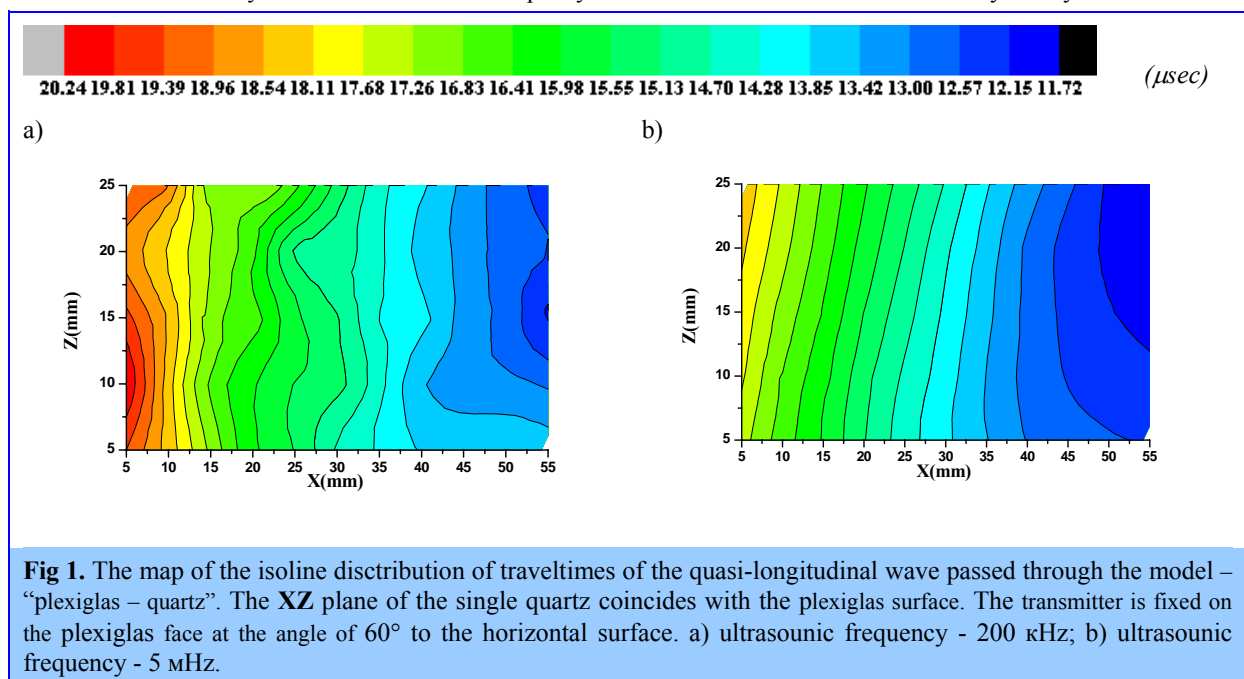 20.24 19.81 19.39 18.96 18.54 18.11 17.68 17.26 16.83 16.41 15.98 15.55 15.13 14.70 14.28 13.85 13.42 13.00 12.57 12.15 11.72 (μsec)
a) b)
25
20
15
10
5
Z(mm)
5 10 15 20 25 30 35 40 45 50 55
X(mm)
25
20
15
10
5
Z(mm)
5 10 15 20 25 30 35 40 45 50 55
X(mm)
Fig 1. The map of the isoline disctribution of traveltimes of the quasi-longitudinal wave passed through the model –
“plexiglas – quartz”. The XZ plane of the single quartz coincides with the plexiglas surface. The transmitter is fixed on
the plexiglas face at the angle of 60° to the horizontal surface. a) ultrasounic frequency - 200 кHz; b) ultrasounic
frequency - 5 мHz.